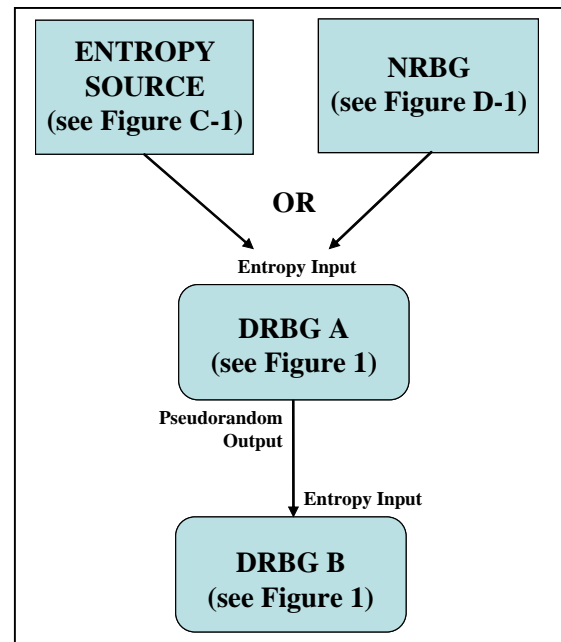 ENTROPY
SOURCE
(see Figure C-1)
NRBG
(see Figure D-1)
OR
Entropy Input
DRBG A
(see Figure 1)
Pseudorandom
Output
Entropy Input
DRBG B
(see Figure 1)